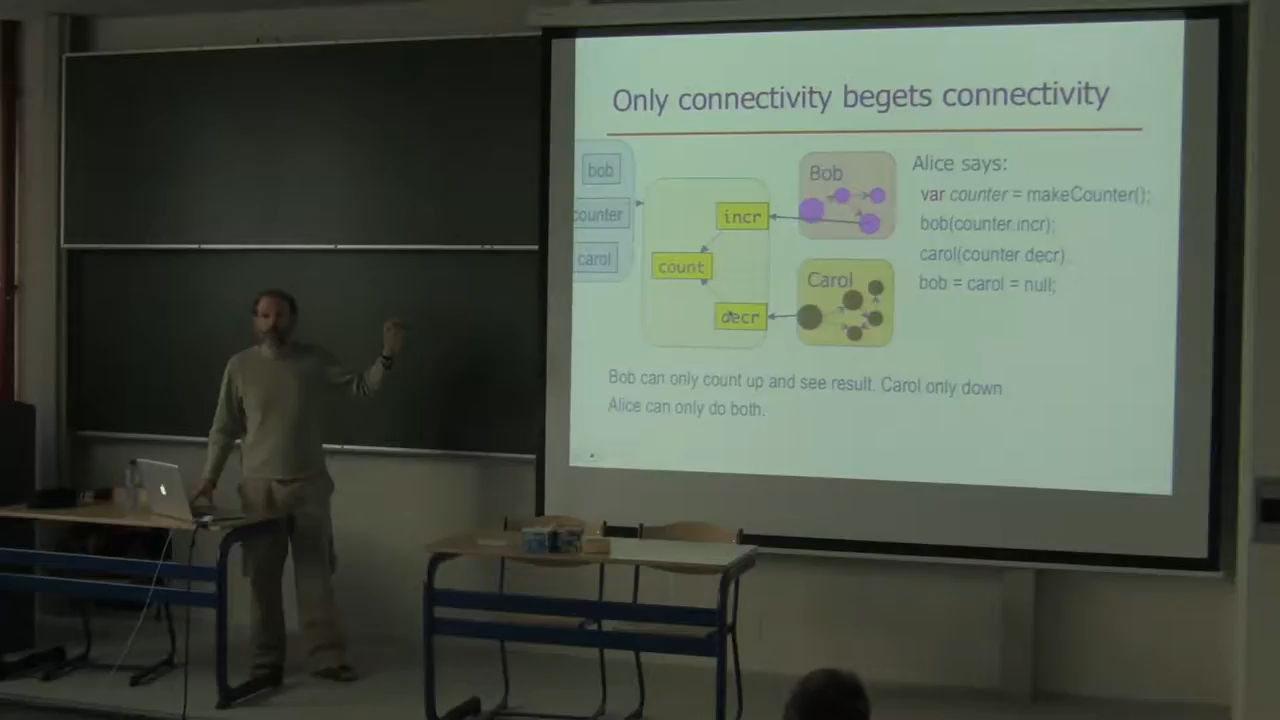 Only connectivity begets connectivity
bob
counter
carol
incr
count
decr
Bob
Carol
Alice says:
var counter = makeCounter();
bob(counter.incr);
carol(counter decr)
bob = carol = null;
Bob can only count up and see result. Carol only down
Alice can only do both.